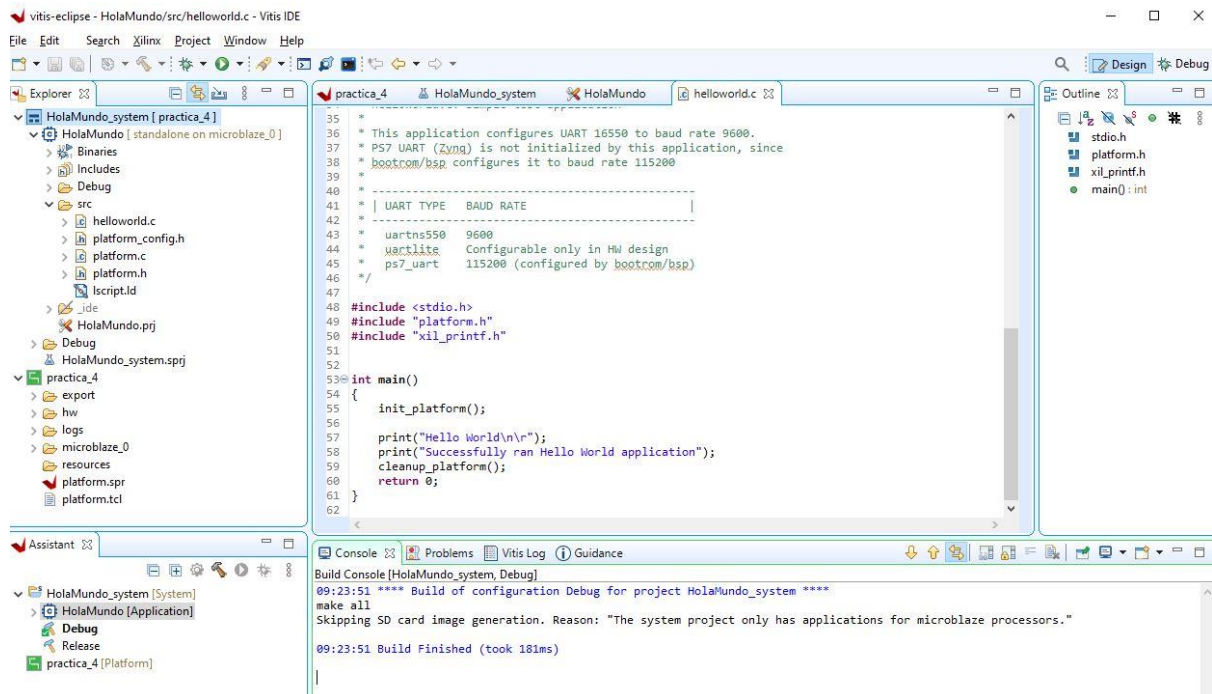 vitis-eclipse - HolaMundo/src/helloworld.c - Vitis IDE
File Edit Search Xilinx Project Window Help
Design Debug
Explorer
HolaMundo_system [ practica_4 ]
HolaMundo [ standalone on microblaze_0 ]
Binaries
Includes
Debug
src
helloworld.c
platform_config.h
platform.c
platform.h
lscript.ld
_ide
HolaMundo.prj
Debug
HolaMundo_system.sprj
practica_4
export
hw
logs
microblaze_0
resources
platform.spr
platform.tcl
practica_4 HolaMundo_system HolaMundo helloworld.c
35 *
36 * This application configures UART 16550 to baud rate 9600.
37 * PS7 UART (Zynq) is not initialized by this application, since
38 * bootrom/bsp configures it to baud rate 115200
39 *
40 * ------------------------------------------------
41 * | UART TYPE   BAUD RATE                        |
42 * ------------------------------------------------
43 *   uartns550   9600
44 *   uartlite    Configurable only in HW design
45 *   ps7_uart    115200 (configured by bootrom/bsp)
46 */
47
48 #include <stdio.h>
49 #include "platform.h"
50 #include "xil_printf.h"
51
52
53 int main()
54 {
55     init_platform();
56
57     print("Hello World\n\r");
58     print("Successfully ran Hello World application");
59     cleanup_platform();
60     return 0;
61 }
62
Outline
stdio.h
platform.h
xil_printf.h
main() : int
Assistant
HolaMundo_system [System]
HolaMundo [Application]
Debug
Release
practica_4 [Platform]
Console Problems Vitis Log Guidance
Build Console [HolaMundo_system, Debug]
09:23:51 **** Build of configuration Debug for project HolaMundo_system ****
make all
Skipping SD card image generation. Reason: "The system project only has applications for microblaze processors."
09:23:51 Build Finished (took 181ms)